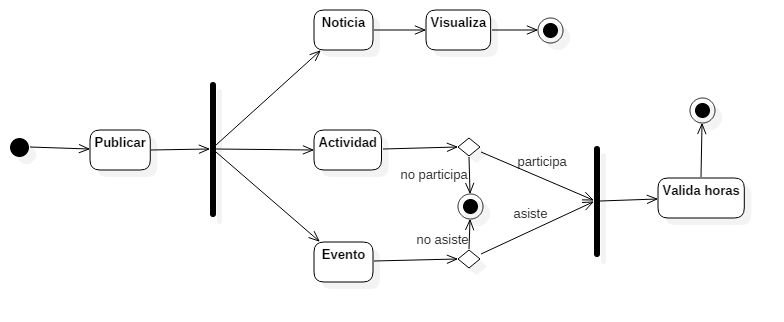 Noticia
Visualiza
Publicar
Actividad
participa
no participa
Valida horas
asiste
no asiste
Evento